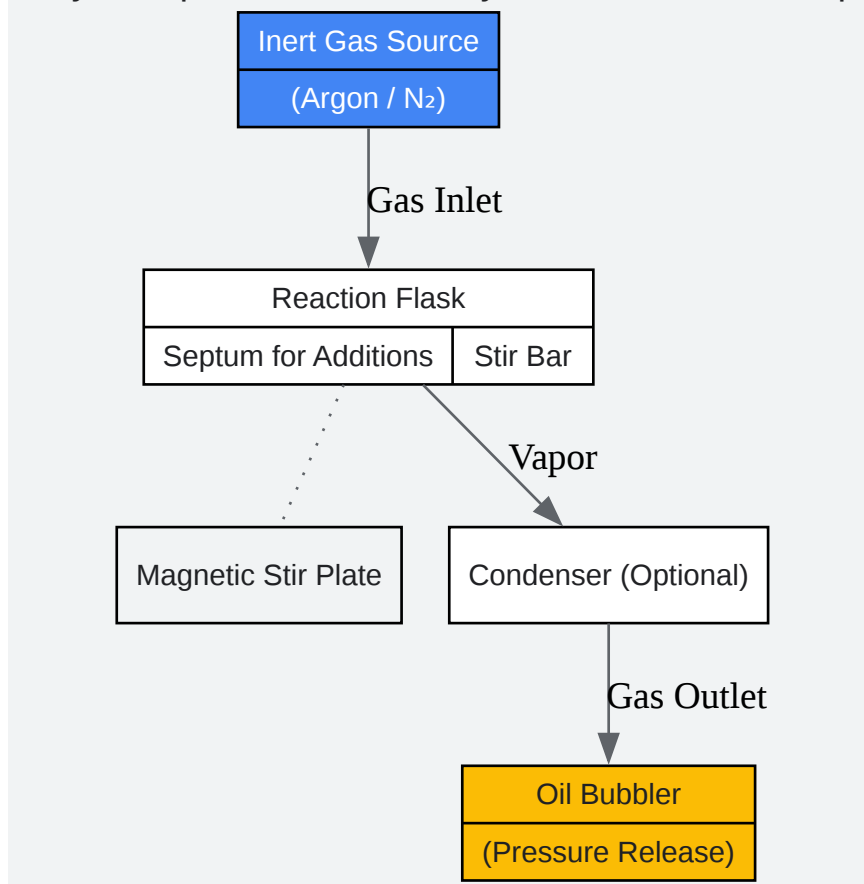 Inert Gas Source
(Argon / N₂)
Gas Inlet
Reaction Flask
Septum for Additions
Stir Bar
Vapor
Magnetic Stir Plate
Condenser (Optional)
Gas Outlet
Oil Bubbler
(Pressure Release)